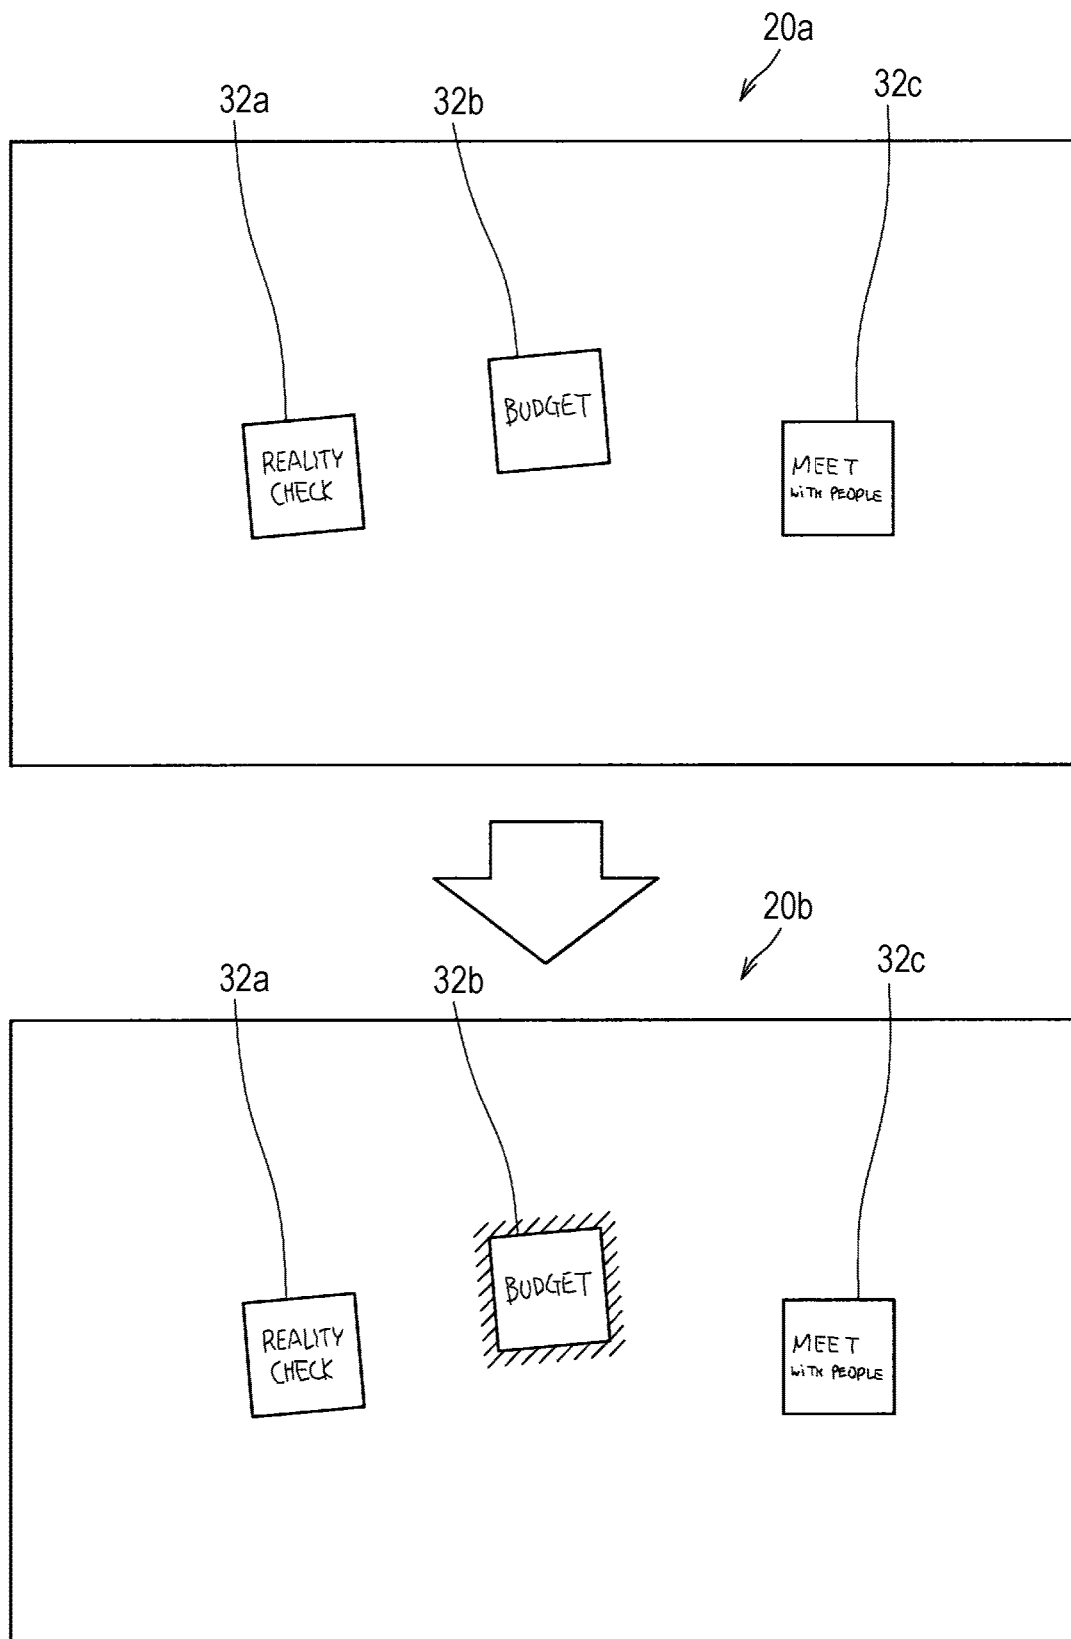 20a
32a 32b 32c
BUDGET
REALITY
CHECK
MEET
WITH PEOPLE
20b
32a 32b 32c
BUDGET
REALITY
CHECK
MEET
WITH PEOPLE